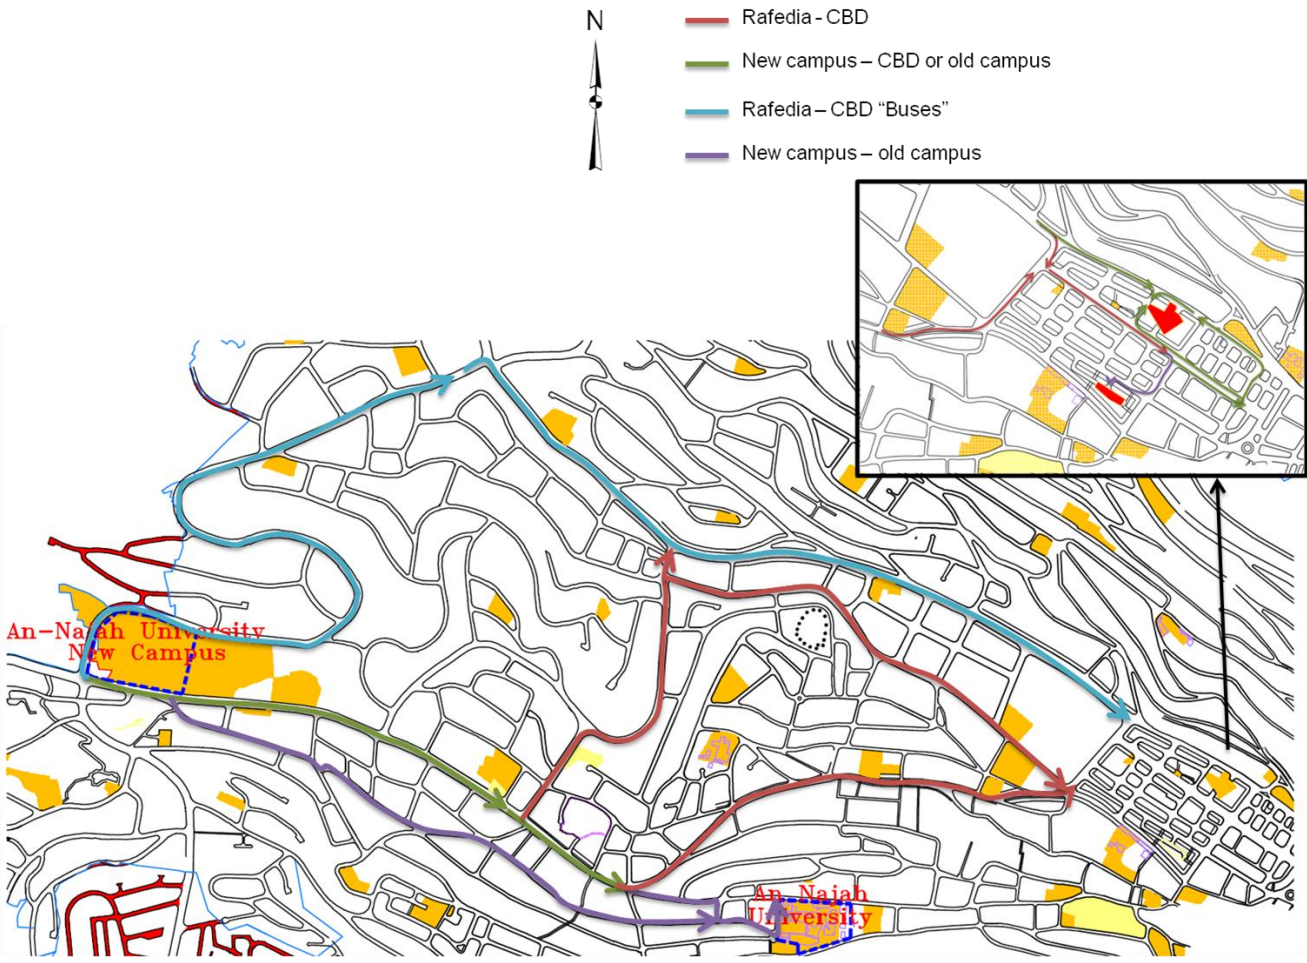 N
Rafedia - CBD
New campus – CBD or old campus
Rafedia – CBD “Buses”
New campus – old campus
An-Najah University
New Campus
An Najah
University